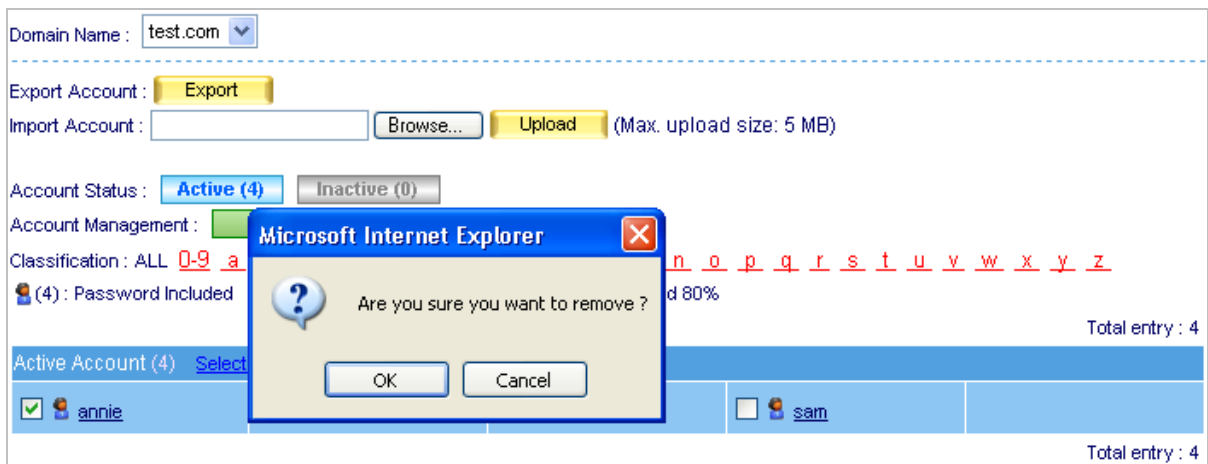 Domain Name : test.com
Export Account : Export
Import Account : Browse... Upload (Max. upload size: 5 MB)
Account Status : Active (4) Inactive (0)
Account Management :
Microsoft Internet Explorer
Classification : ALL 0-9 a n o p q r s t u v w x y z
(4) : Password Included d 80%
Are you sure you want to remove ?
Total entry : 4
Active Account (4) Select
OK Cancel
annie sam
Total entry : 4